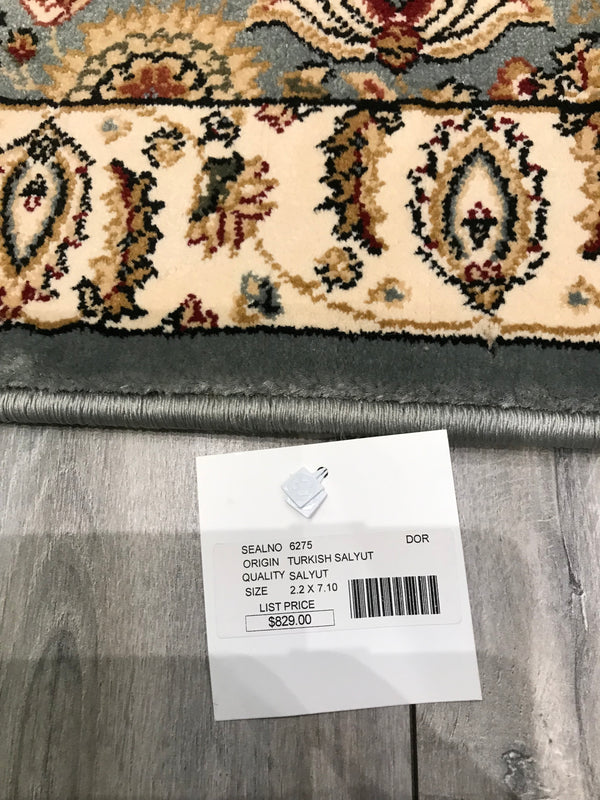 SEALNO 6275 DOR
ORIGIN TURKISH SALYUT
QUALITY SALYUT
SIZE 2.2 X 7.10
LIST PRICE
$829.00